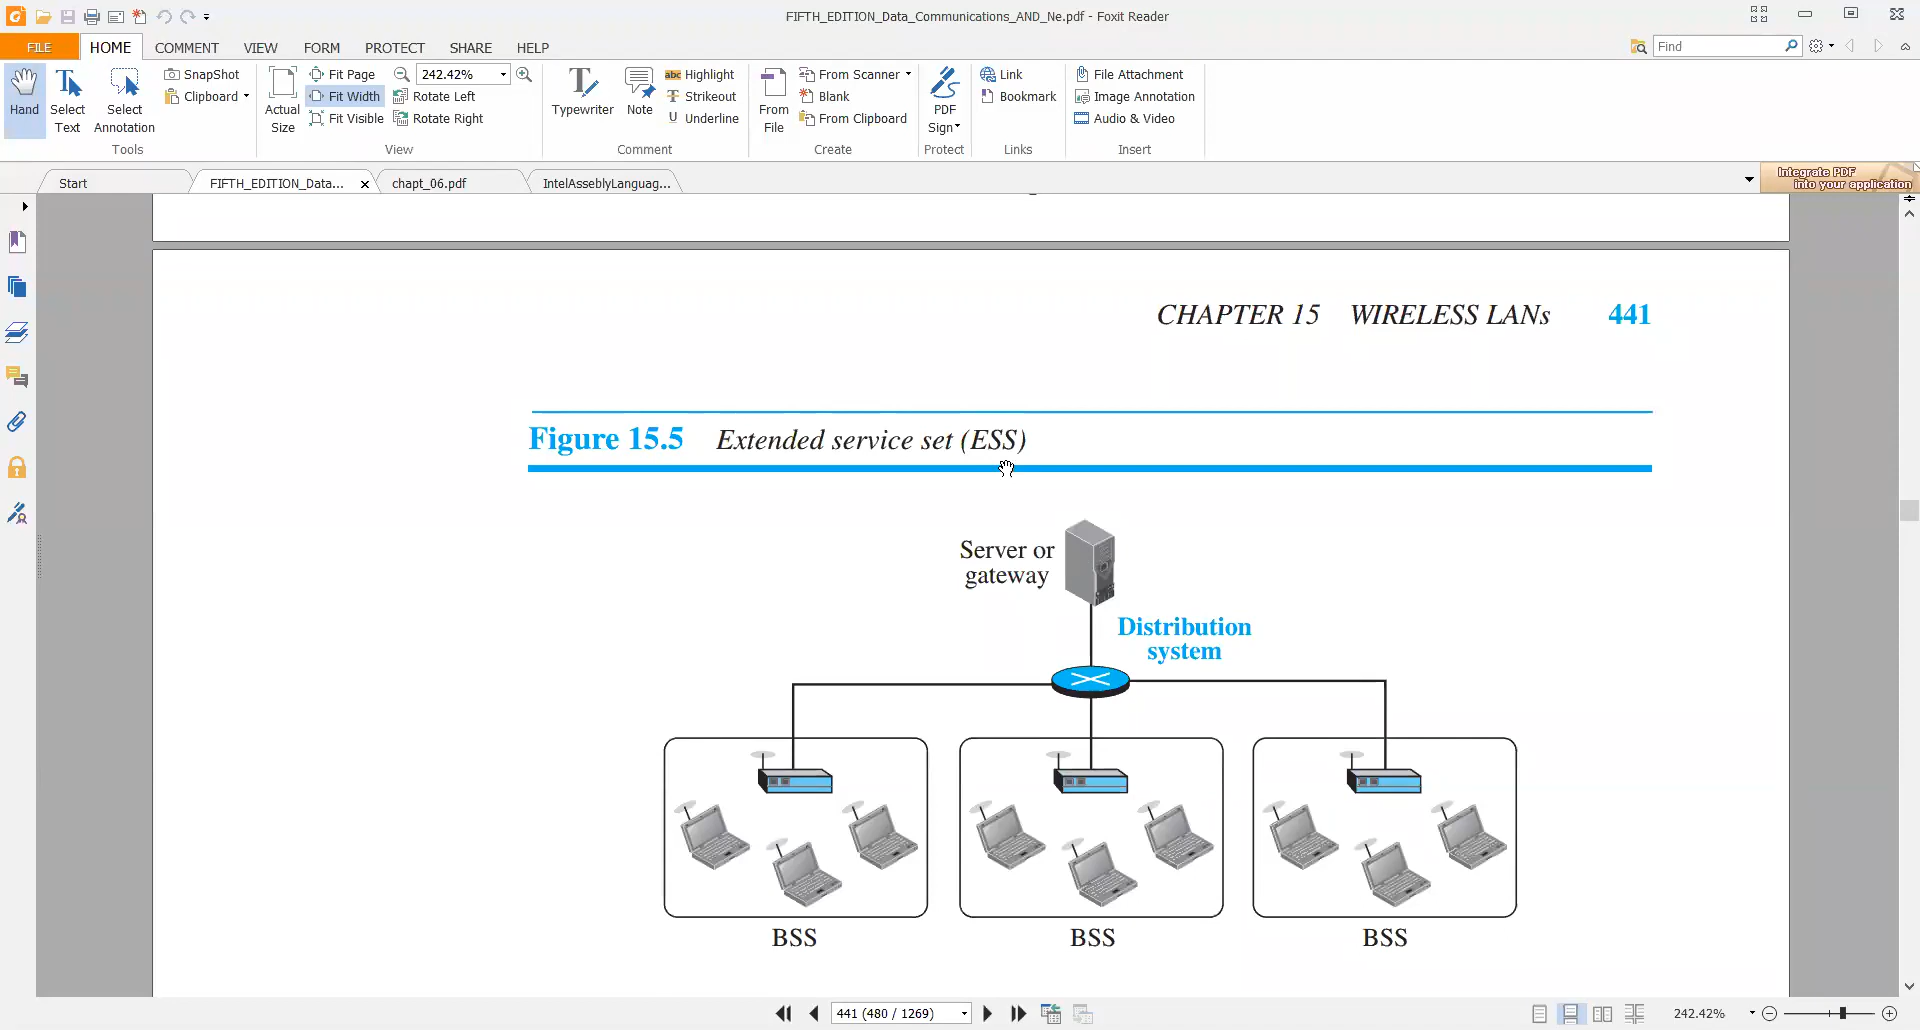 FIFTH_EDITION_Data_Communications_AND_Ne.pdf - Foxit Reader
FILE HOME COMMENT VIEW FORM PROTECT SHARE HELP
Find
Hand
Select Text
Select Annotation
SnapShot
Clipboard
Tools
Actual Size
Fit Page
Fit Width
Fit Visible
242.42%
Rotate Left
Rotate Right
View
Typewriter
Note
abc Highlight
Strikeout
Underline
Comment
From File
From Scanner
Blank
From Clipboard
Create
PDF Sign
Protect
Link
Bookmark
Links
File Attachment
Image Annotation
Audio & Video
Insert
Start
FIFTH_EDITION_Data...
chapt_06.pdf
IntelAsseblyLanguag...
Integrate PDF
into your application
CHAPTER 15 WIRELESS LANs 441
Figure 15.5 Extended service set (ESS)
Server or
gateway
Distribution
system
BSS BSS BSS
441 (480 / 1269)
242.42%